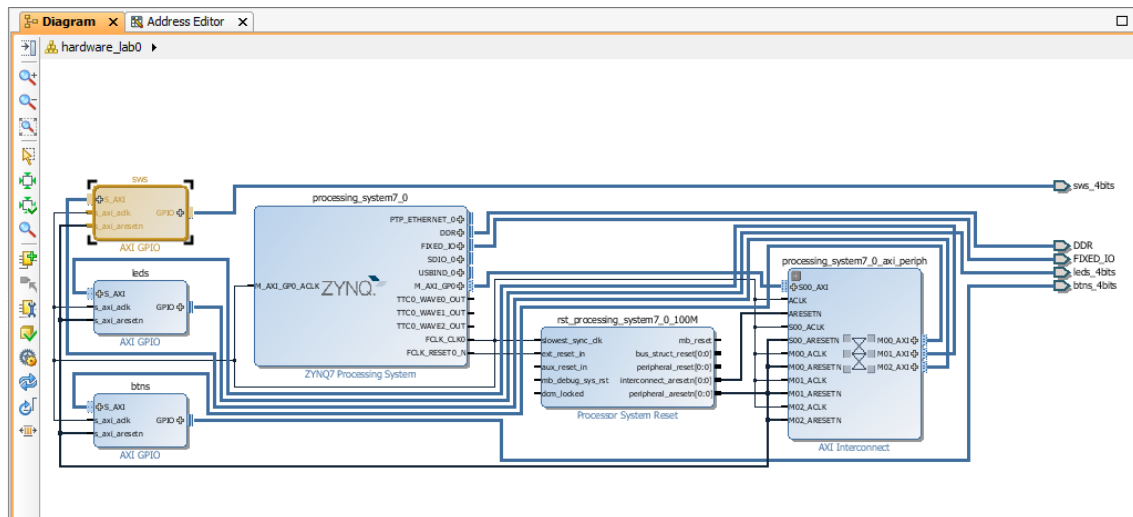 Diagram
Address Editor
hardware_lab0
sws
S_AXI
s_axi_aclk
s_axi_aresetn
GPIO
AXI GPIO
leds
S_AXI
s_axi_aclk
s_axi_aresetn
GPIO
AXI GPIO
btns
S_AXI
s_axi_aclk
s_axi_aresetn
GPIO
AXI GPIO
processing_system7_0
M_AXI_GP0_ACLK
ZYNQ
PTP_ETHERNET_0
DDR
FIXED_IO
SDIO_0
USBIND_0
M_AXI_GP0
TTC0_WAVE0_OUT
TTC0_WAVE1_OUT
TTC0_WAVE2_OUT
FCLK_CLK0
FCLK_RESET0_N
ZYNQ7 Processing System
rst_processing_system7_0_100M
slowest_sync_clk
ext_reset_in
aux_reset_in
mb_debug_sys_rst
dcm_locked
mb_reset
bus_struct_reset[0:0]
peripheral_reset[0:0]
interconnect_aresetn[0:0]
peripheral_aresetn[0:0]
Processor System Reset
processing_system7_0_axi_periph
S00_AXI
ACLK
ARESETN
S00_ACLK
S00_ARESETN
M00_ACLK
M00_ARESETN
M01_ACLK
M01_ARESETN
M02_ACLK
M02_ARESETN
M00_AXI
M01_AXI
M02_AXI
AXI Interconnect
sws_4bits
DDR
FIXED_IO
leds_4bits
btns_4bits